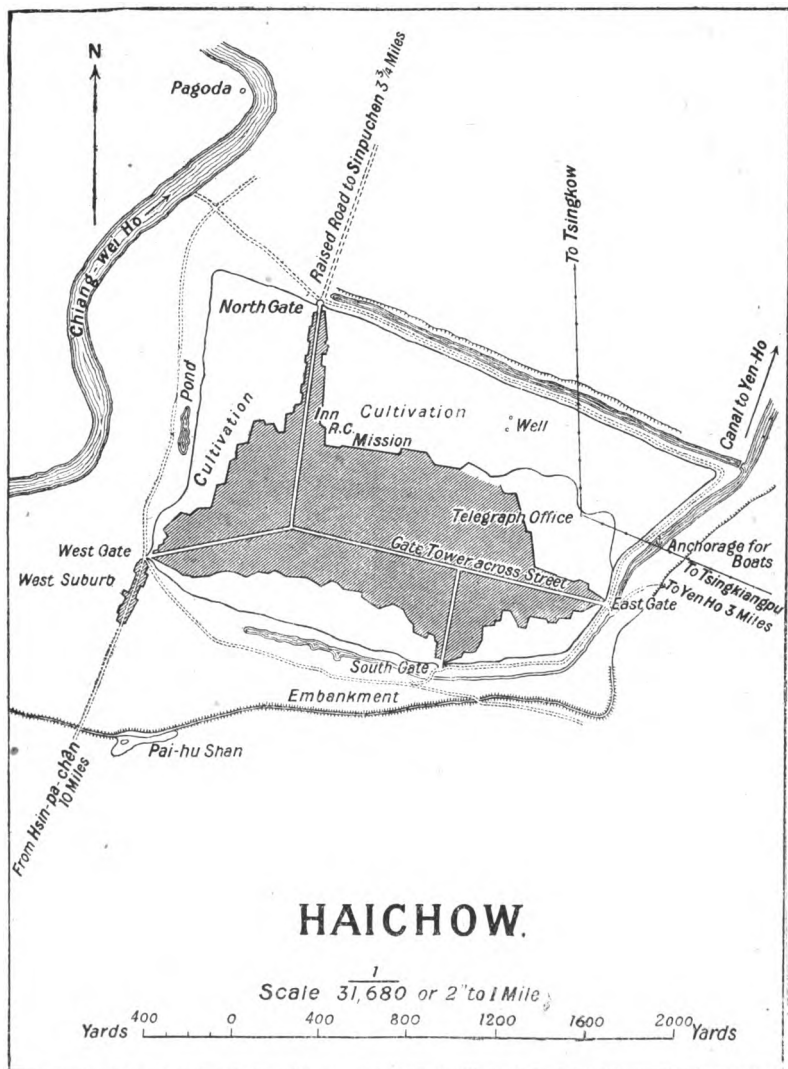 N
Pagoda
Raised Road to Sinpuchen 3 3/4 Miles
Chiang-wei Ho
To Tsingkow
North Gate
Canal to Yen-Ho
Pond
Cultivation
Inn
R.C.
Mission
Cultivation
Well
Telegraph Office
West Gate
West Suburb
Gate Tower across Street
Anchorage for
Boats
To Tsingkiangpu
To Yen Ho 3 Miles
East Gate
South Gate
Embankment
Pai-hu Shan
From Hsin-pa-chên
10 Miles
HAICHOW.
Scale 1/31,680 or 2" to 1 Mile
400 0 400 800 1200 1600 2000
Yards Yards